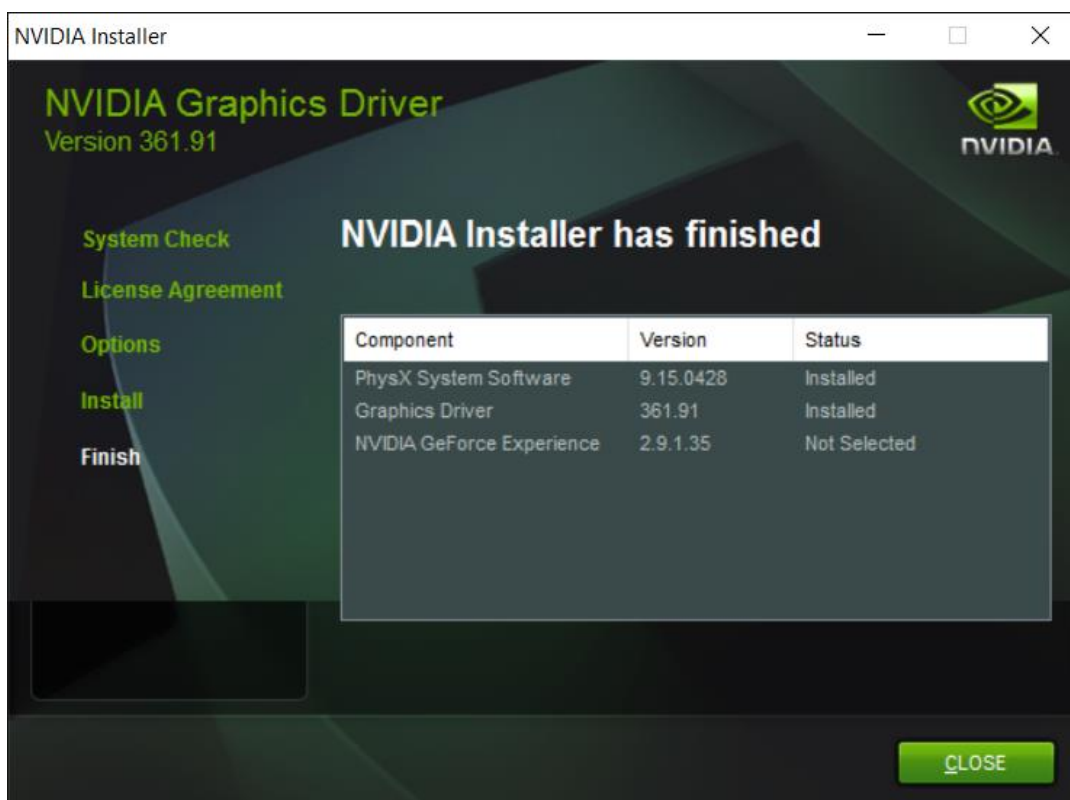 NVIDIA Installer
NVIDIA Graphics Driver
Version 361.91
NVIDIA
System Check
License Agreement
Options
Install
Finish
NVIDIA Installer has finished
Component Version Status
PhysX System Software 9.15.0428 Installed
Graphics Driver 361.91 Installed
NVIDIA GeForce Experience 2.9.1.35 Not Selected
CLOSE